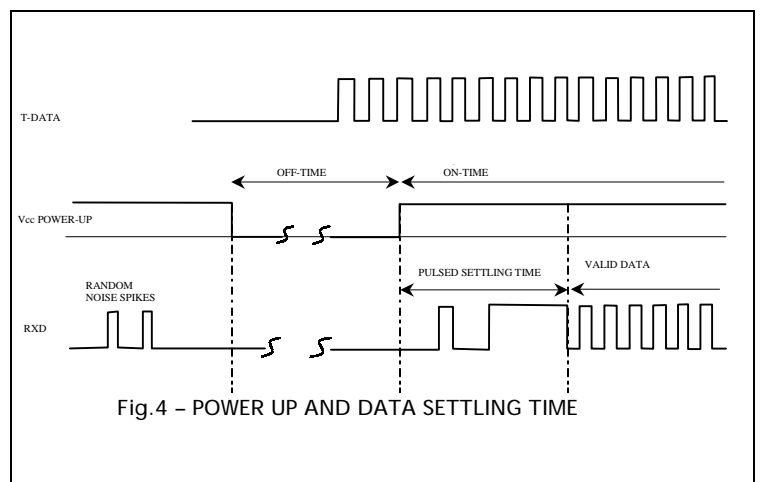 T-DATA
OFF-TIME
ON-TIME
Vcc POWER-UP
PULSED SETTLING TIME
VALID DATA
RANDOM
NOISE SPIKES
RXD
Fig.4 – POWER UP AND DATA SETTLING TIME